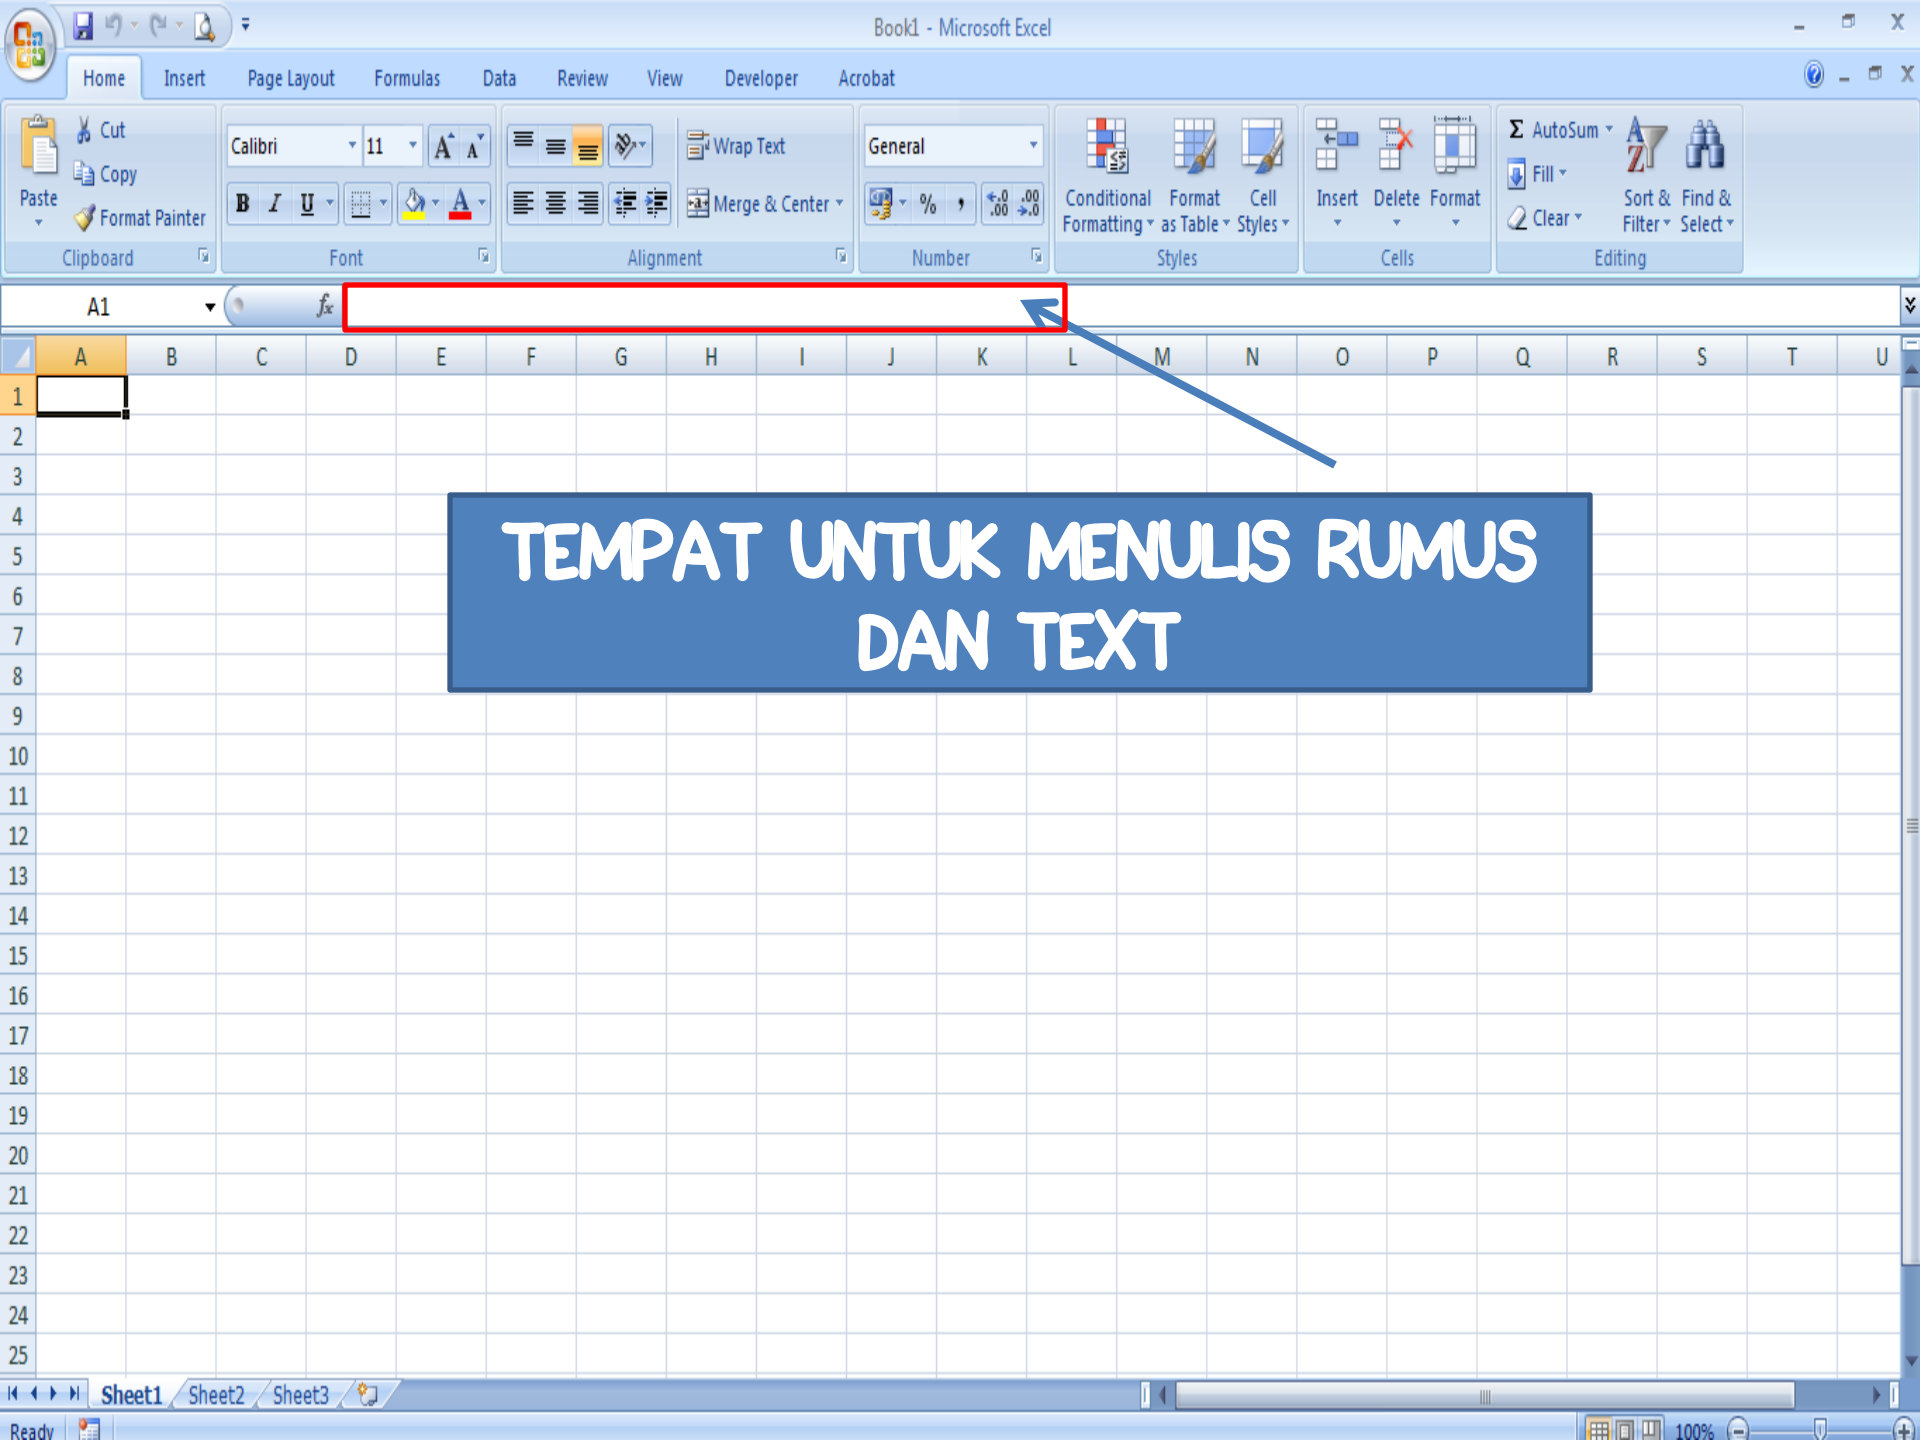 Book1 - Microsoft Excel
Home Insert Page Layout Formulas Data Review View Developer Acrobat
Cut
Copy
Format Painter
Paste
Clipboard
Calibri 11
B I U
Font
Wrap Text
Merge & Center
Alignment
General
%
Number
Conditional Formatting
Format as Table
Cell Styles
Styles
Insert Delete Format
Cells
Σ AutoSum
Fill
Clear
Sort & Filter
Find & Select
Editing
A1 fx
A B C D E F G H I J K L M N O P Q R S T U
1
2
3
4
5
6
7
8
9
10
11
12
13
14
15
16
17
18
19
20
21
22
23
24
25
TEMPAT UNTUK MENULIS RUMUS
DAN TEXT
Sheet1 Sheet2 Sheet3
Ready 100%